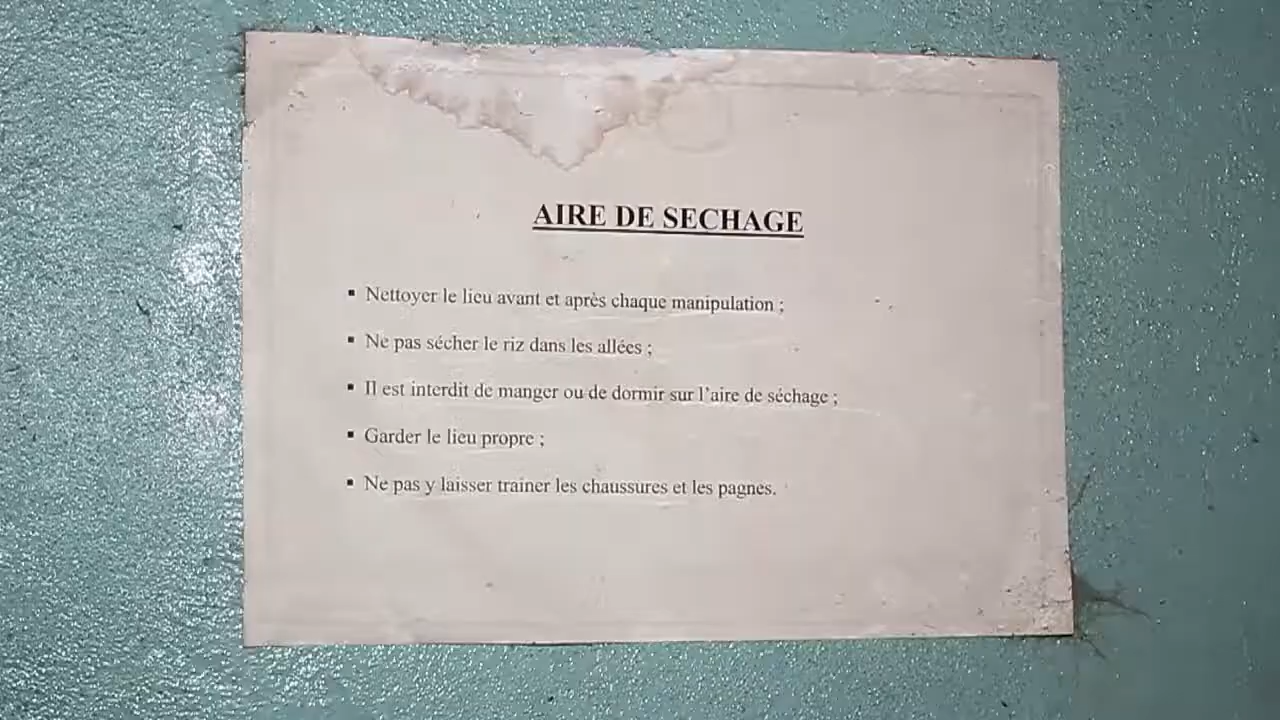 AIRE DE SECHAGE
▪ Nettoyer le lieu avant et après chaque manipulation ;
▪ Ne pas sécher le riz dans les allées ;
▪ Il est interdit de manger ou de dormir sur l'aire de séchage ;
▪ Garder le lieu propre ;
▪ Ne pas y laisser trainer les chaussures et les pagnes.